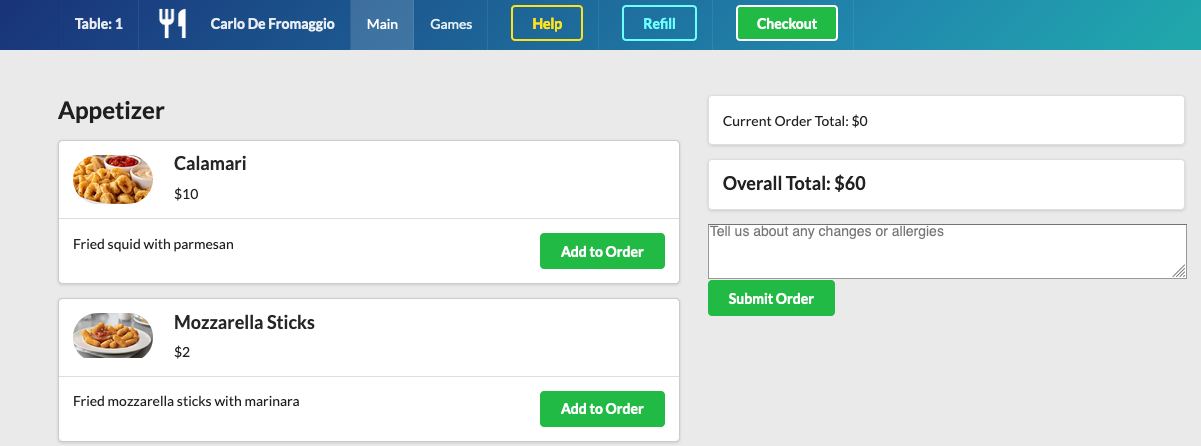 Table: 1
Carlo De Fromaggio
Main
Games
Help
Refill
Checkout
Appetizer
Calamari
$10
Fried squid with parmesan
Add to Order
Mozzarella Sticks
$2
Fried mozzarella sticks with marinara
Add to Order
Current Order Total: $0
Overall Total: $60
Tell us about any changes or allergies
Submit Order